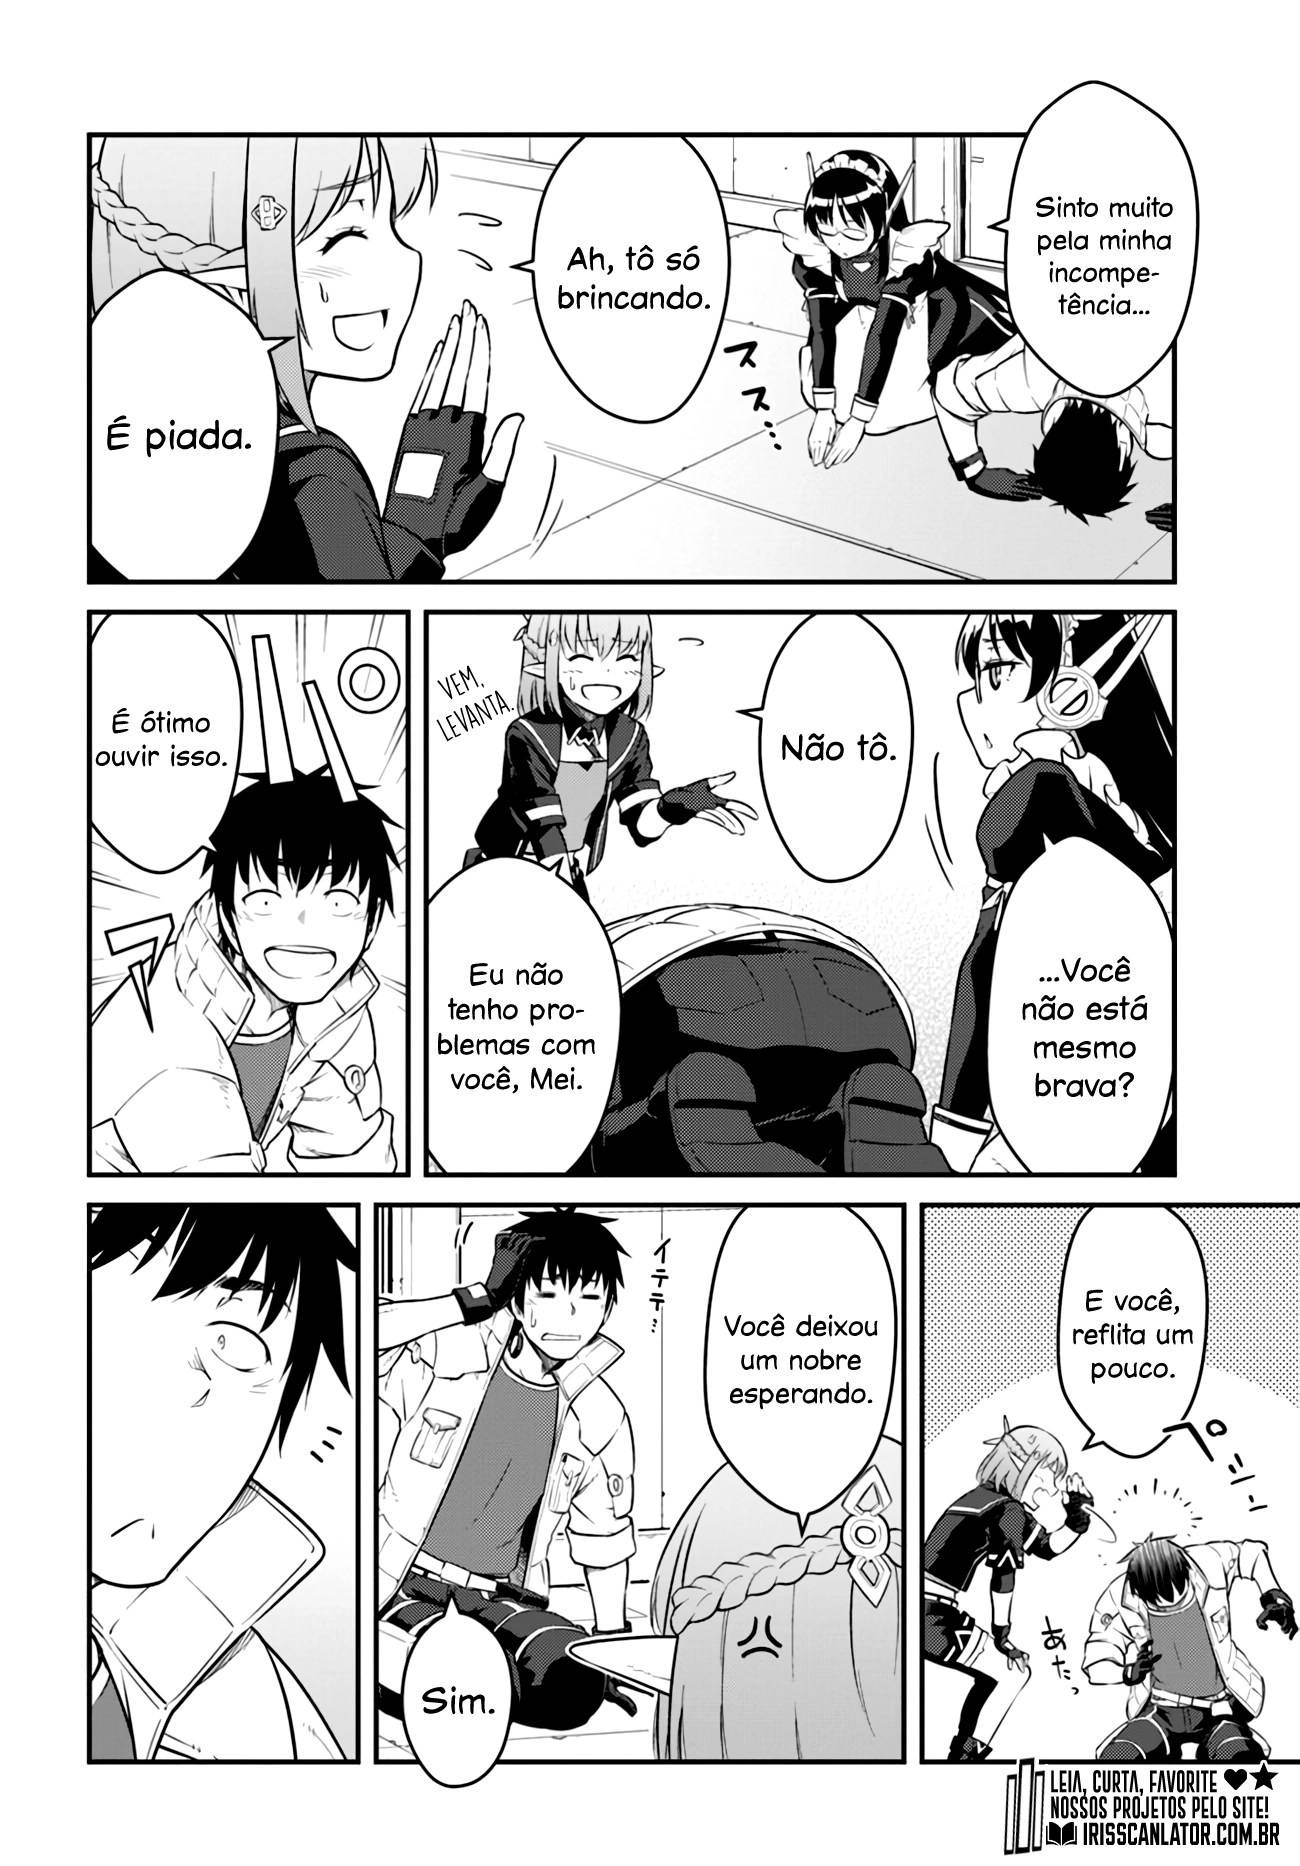 Sinto muito
pela minha
incompe-
tência...
スス…
Ah, tô só
brincando.
É piada.
...Você
não está
mesmo
brava?
Não tô.
VEM,
LEVANTA.
Eu não
tenho pro-
blemas com
você, Mei.
É ótimo
ouvir isso.
E você,
reflita um
pouco.
ペシ
あたっ
Você deixou
um nobre
esperando.
イテテ…
Sim.
LEIA, CURTA, FAVORITE
NOSSOS PROJETOS PELO SITE!
IRISSCANLATOR.COM.BR